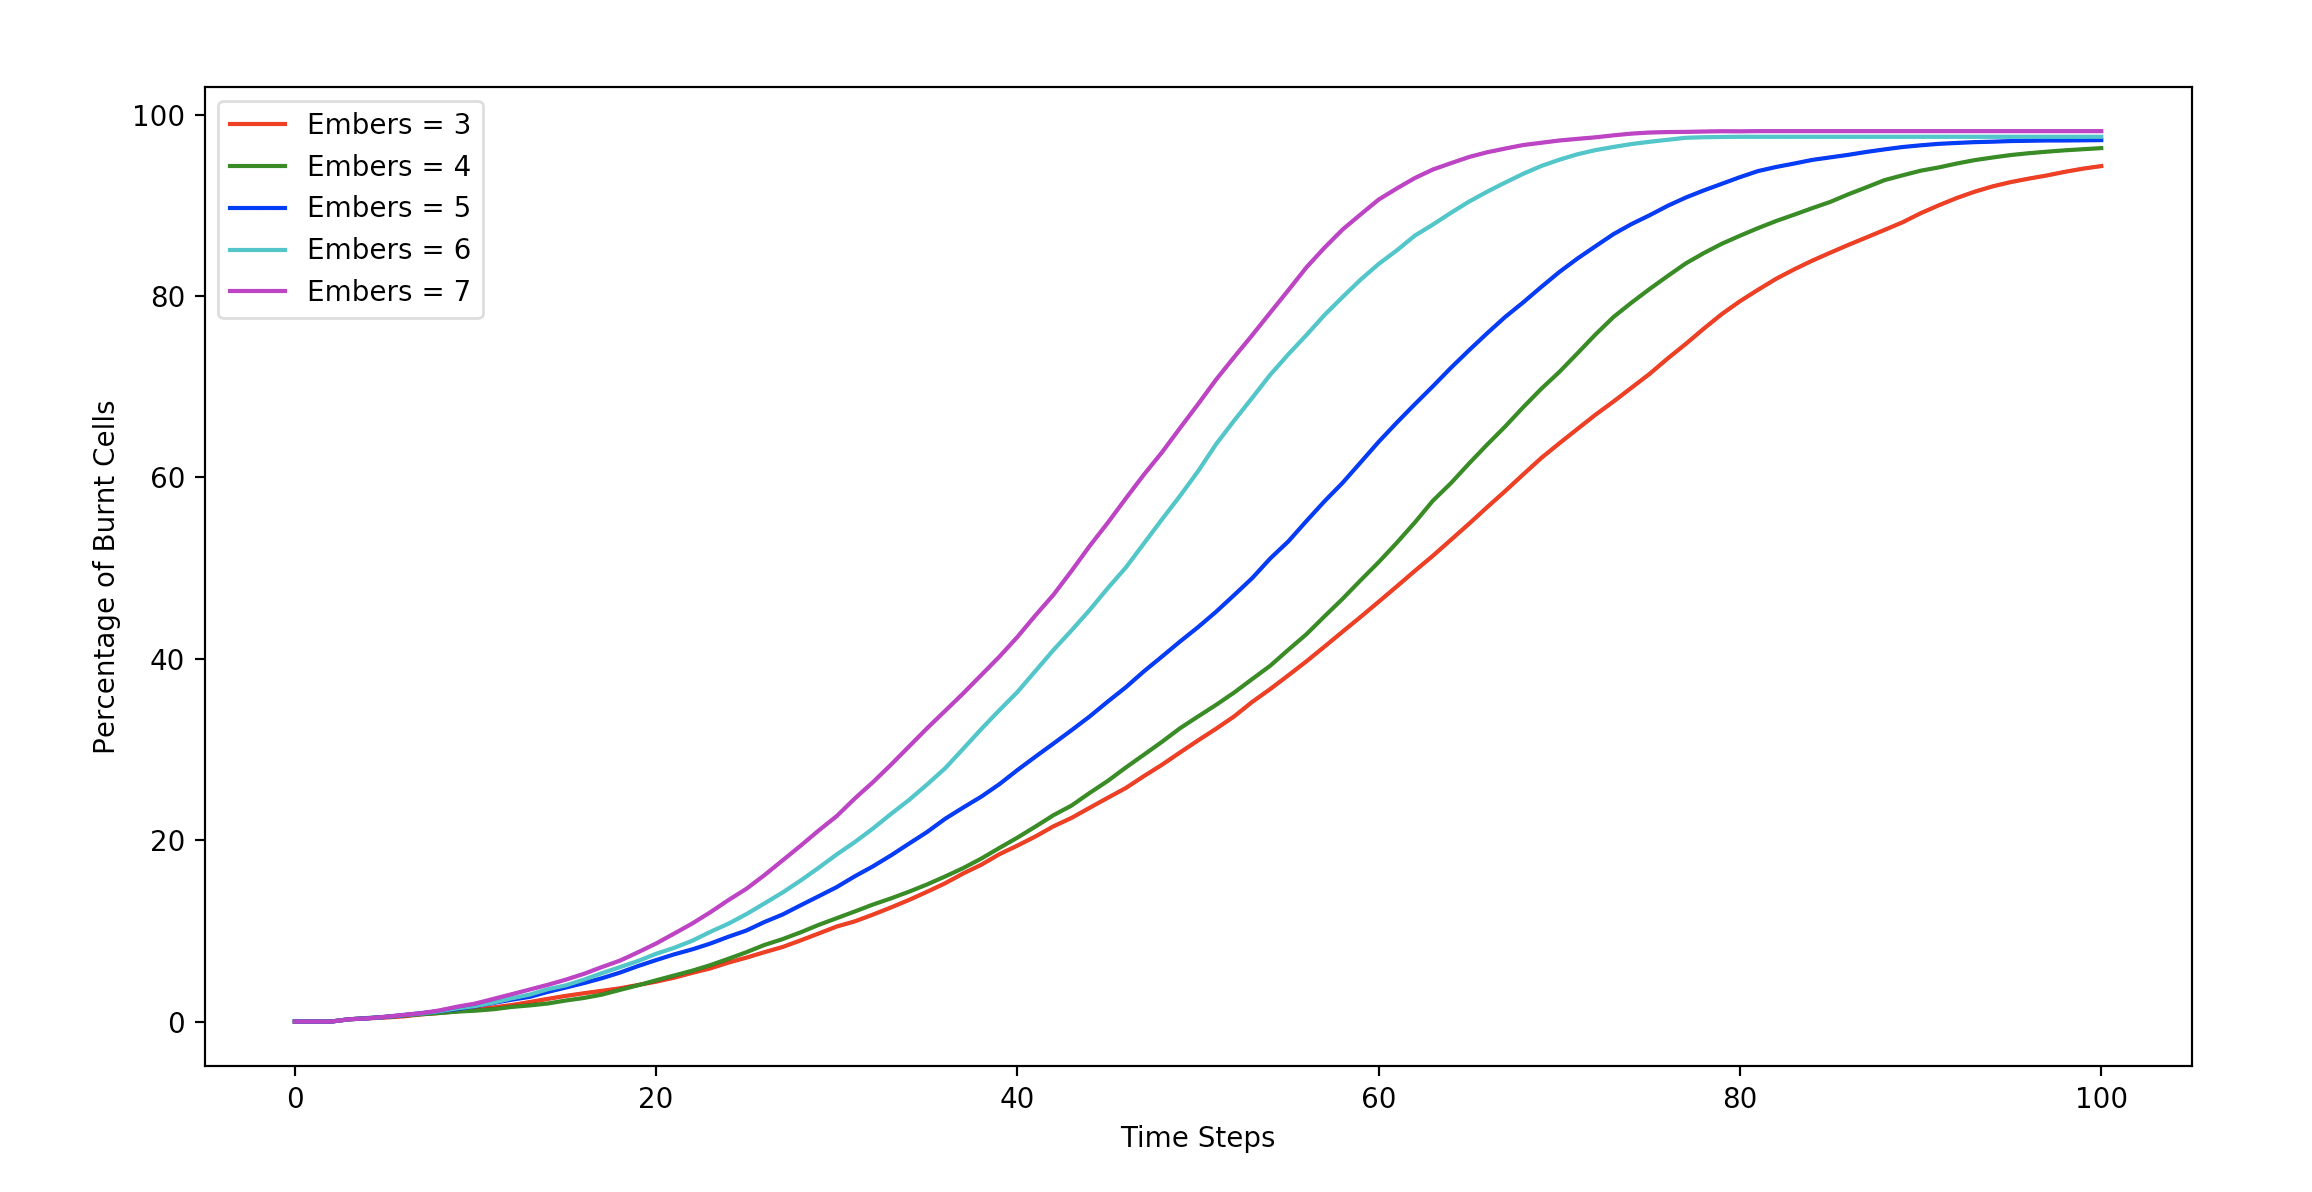 Embers = 3
Embers = 4
Embers = 5
Embers = 6
Embers = 7
100
80
60
40
20
0
Percentage of Burnt Cells
0 20 40 60 80 100
Time Steps